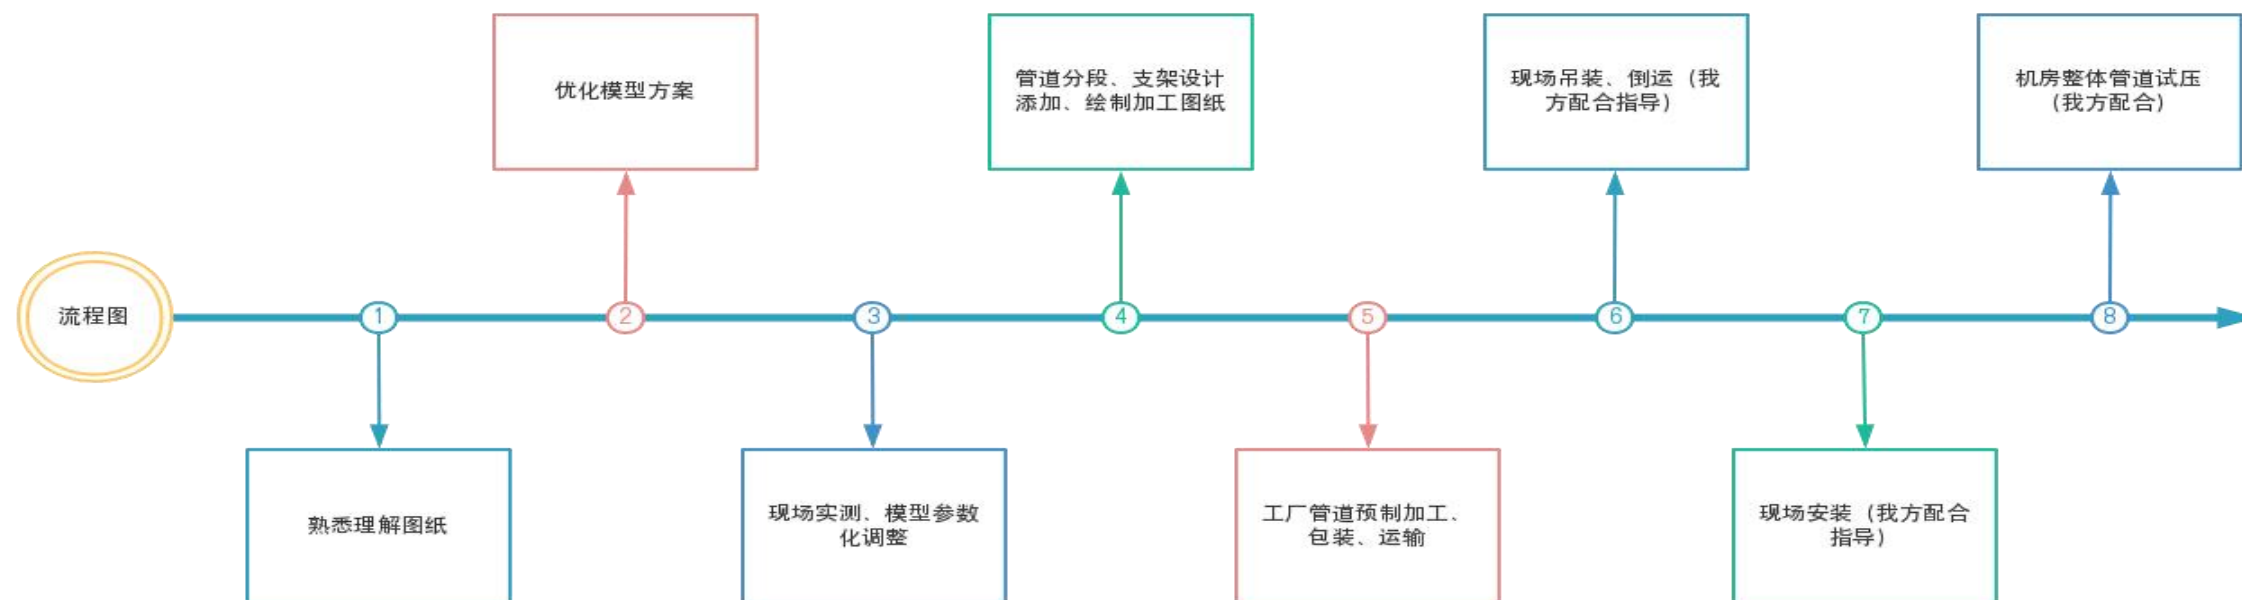 流程图
1
熟悉理解图纸
2
优化模型方案
3
现场实测、模型参数
化调整
4
管道分段、支架设计
添加、绘制加工图纸
5
工厂管道预制加工、
包装、运输
6
现场吊装、倒运（我
方配合指导）
7
现场安装（我方配合
指导）
8
机房整体管道试压
（我方配合）